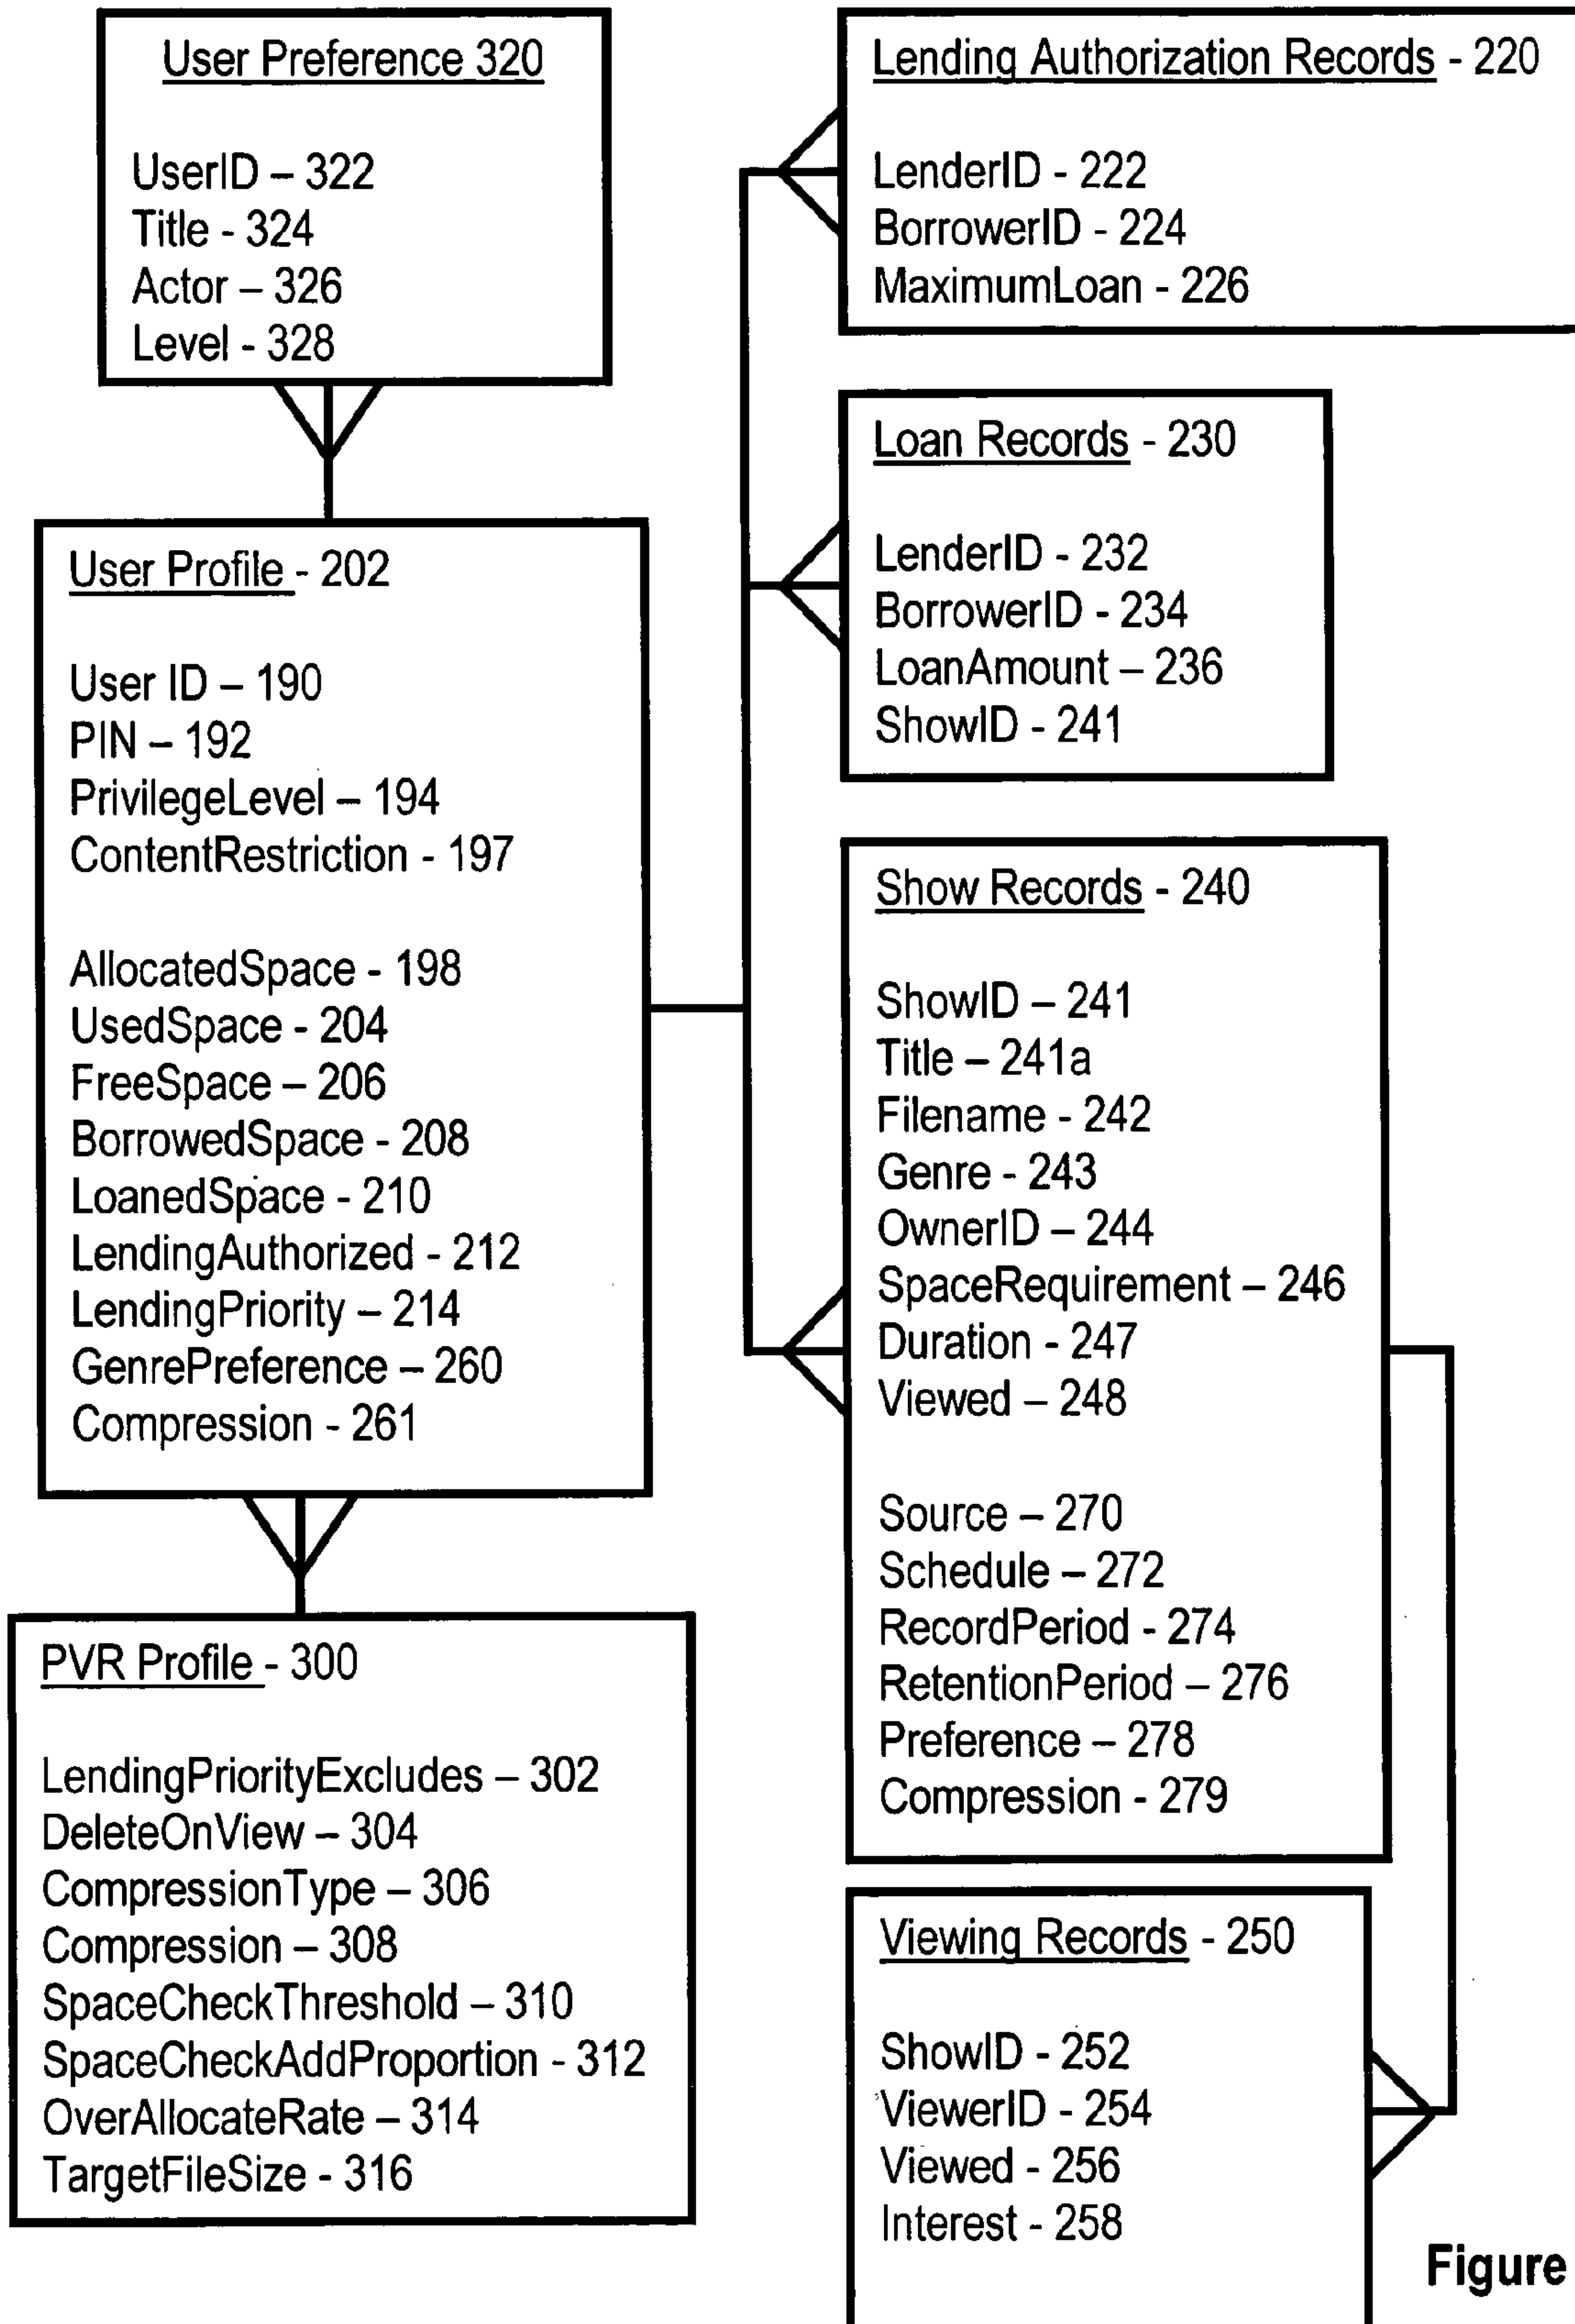 User Preference 320
UserID – 322
Title - 324
Actor – 326
Level - 328
User Profile - 202
User ID – 190
PIN – 192
PrivilegeLevel – 194
ContentRestriction - 197
AllocatedSpace - 198
UsedSpace - 204
FreeSpace – 206
BorrowedSpace - 208
LoanedSpace - 210
LendingAuthorized - 212
LendingPriority – 214
GenrePreference – 260
Compression - 261
PVR Profile - 300
LendingPriorityExcludes – 302
DeleteOnView – 304
CompressionType – 306
Compression – 308
SpaceCheckThreshold – 310
SpaceCheckAddProportion - 312
OverAllocateRate – 314
TargetFileSize - 316
Lending Authorization Records - 220
LenderID - 222
BorrowerID - 224
MaximumLoan - 226
Loan Records - 230
LenderID - 232
BorrowerID - 234
LoanAmount – 236
ShowID - 241
Show Records - 240
ShowID – 241
Title – 241a
Filename - 242
Genre - 243
OwnerID – 244
SpaceRequirement – 246
Duration - 247
Viewed – 248
Source – 270
Schedule – 272
RecordPeriod - 274
RetentionPeriod – 276
Preference – 278
Compression - 279
Viewing Records - 250
ShowID - 252
ViewerID - 254
Viewed - 256
Interest - 258
Figure